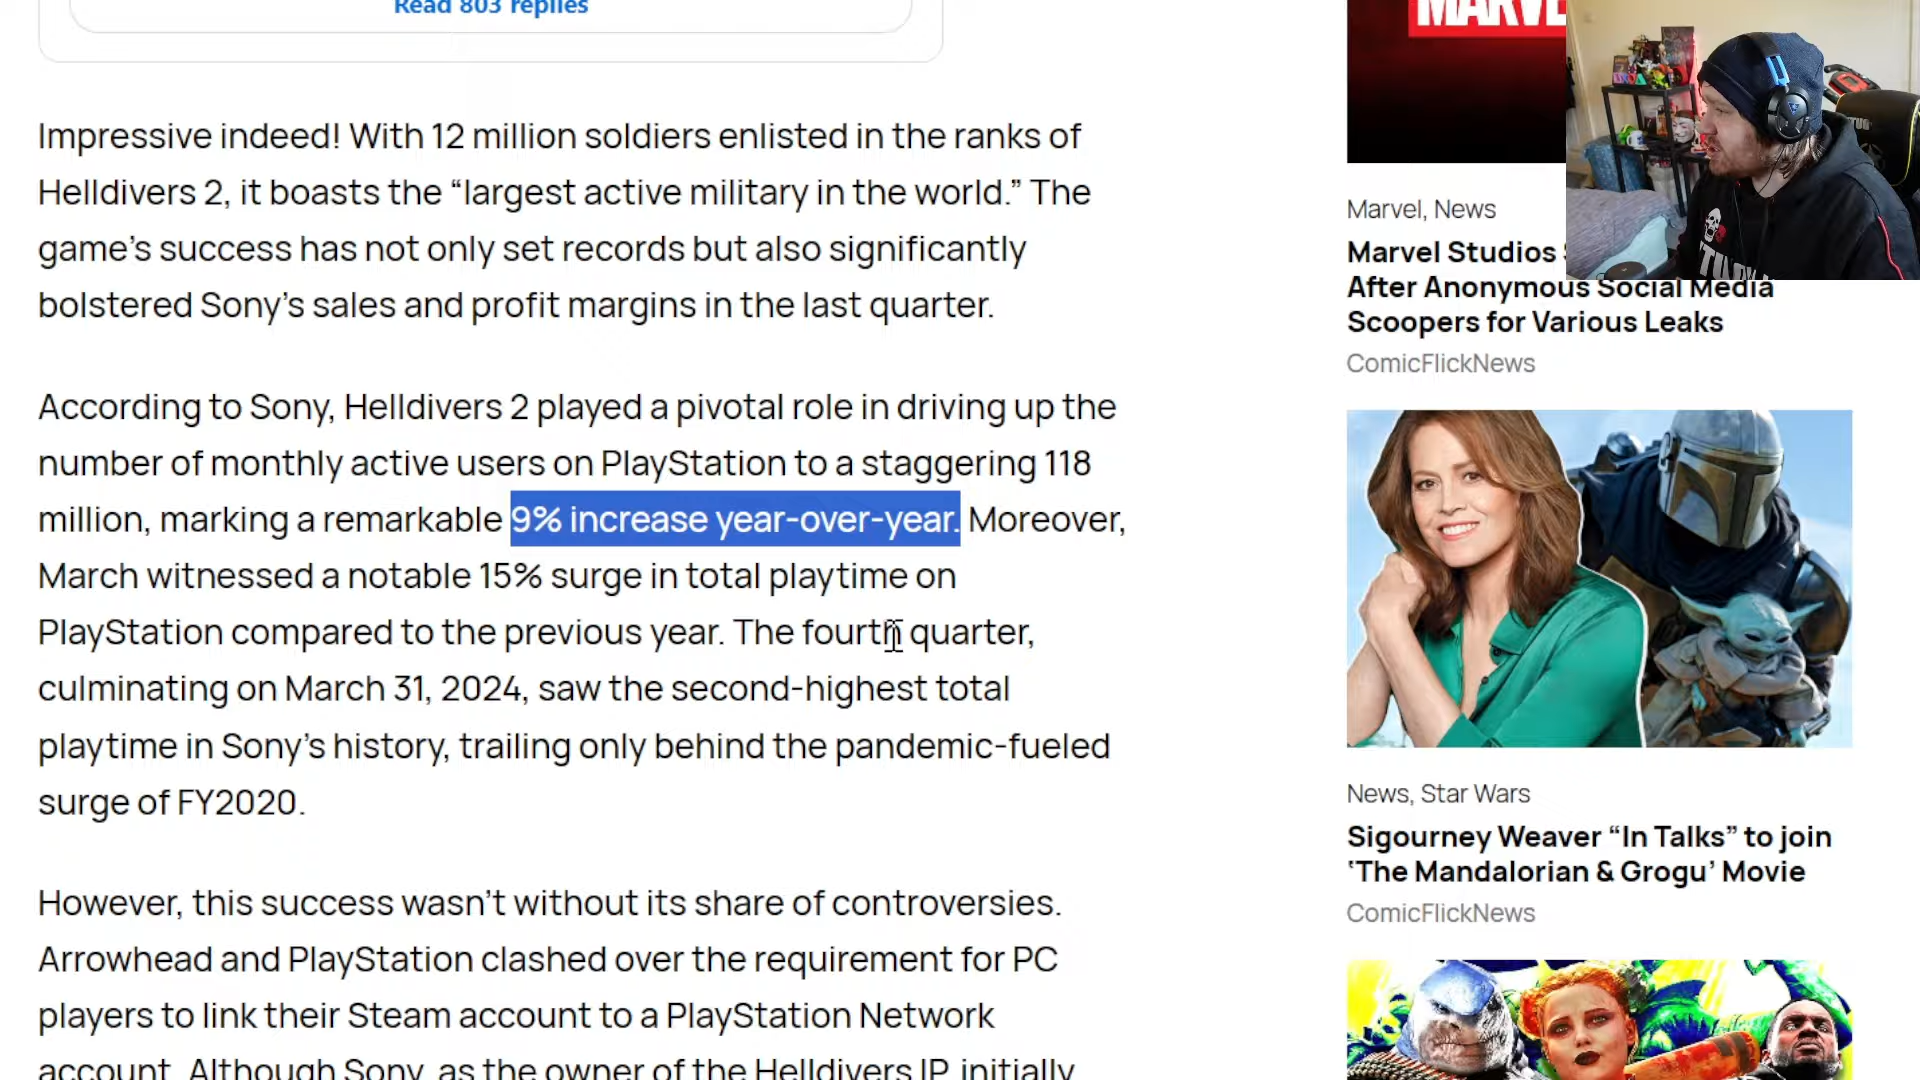 Read 803 replies
Impressive indeed! With 12 million soldiers enlisted in the ranks of
Helldivers 2, it boasts the “largest active military in the world.” The
game’s success has not only set records but also significantly
bolstered Sony’s sales and profit margins in the last quarter.
According to Sony, Helldivers 2 played a pivotal role in driving up the
number of monthly active users on PlayStation to a staggering 118
million, marking a remarkable 9% increase year-over-year. Moreover,
March witnessed a notable 15% surge in total playtime on
PlayStation compared to the previous year. The fourth quarter,
culminating on March 31, 2024, saw the second-highest total
playtime in Sony’s history, trailing only behind the pandemic-fueled
surge of FY2020.
However, this success wasn’t without its share of controversies.
Arrowhead and PlayStation clashed over the requirement for PC
players to link their Steam account to a PlayStation Network
account. Although Sony, as the owner of the Helldivers IP, initially
MARVE
Marvel, News
Marvel Studios
After Anonymous Social Media
Scoopers for Various Leaks
ComicFlickNews
News, Star Wars
Sigourney Weaver “In Talks” to join
‘The Mandalorian & Grogu’ Movie
ComicFlickNews